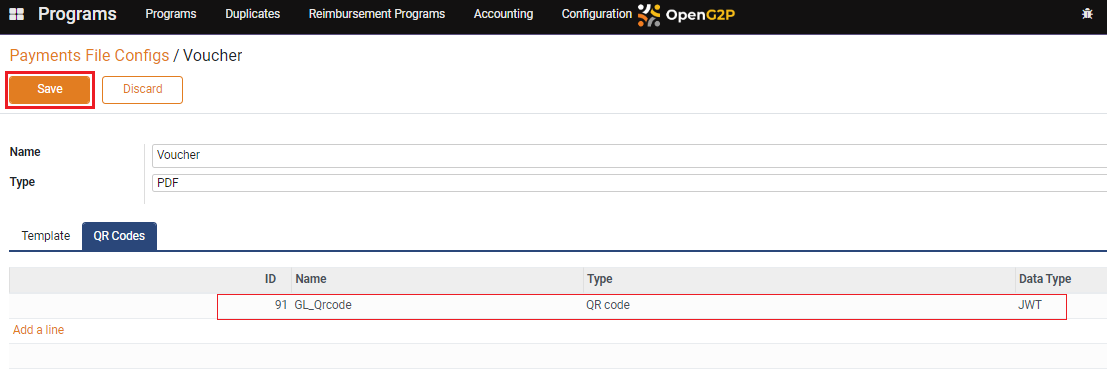 Programs Programs Duplicates Reimbursement Programs Accounting Configuration OpenG2P
Payments File Configs / Voucher
Save Discard
Name Voucher
Type PDF
Template QR Codes
ID Name Type Data Type
91 GL_Qrcode QR code JWT
Add a line